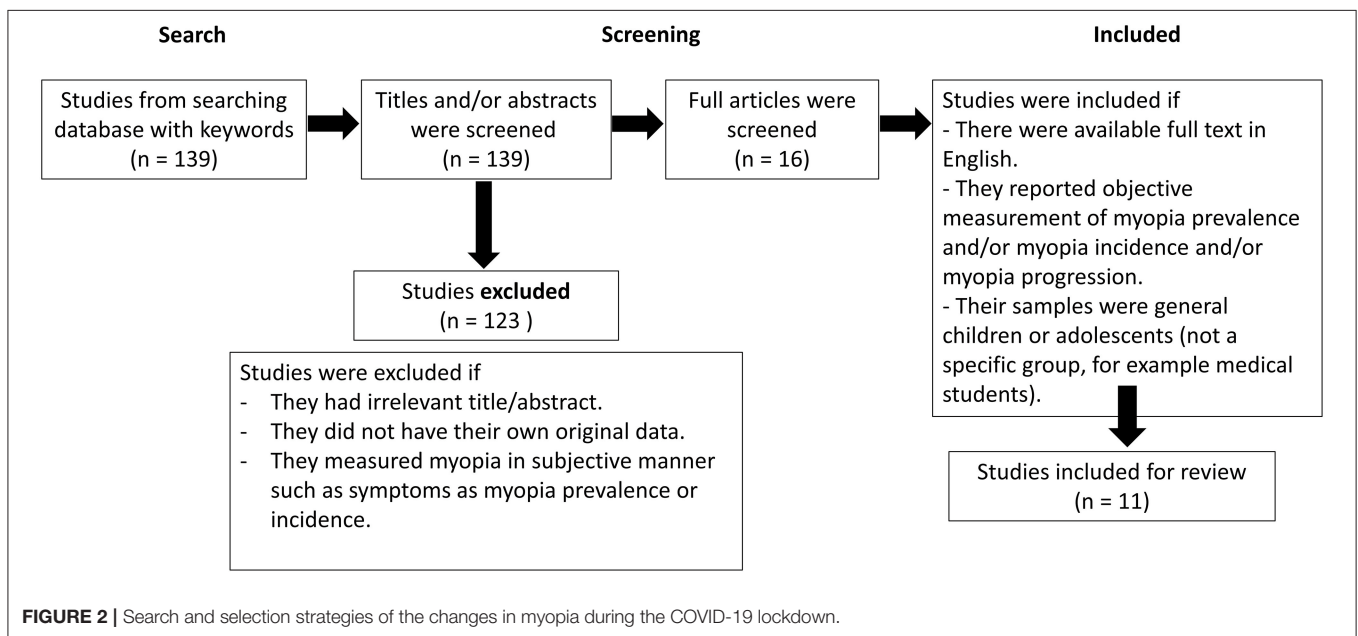 Search
Screening
Included
Studies from searching
database with keywords
(n = 139)
Titles and/or abstracts
were screened
(n = 139)
Full articles were
screened
(n = 16)
Studies were included if
- There were available full text in
English.
- They reported objective
measurement of myopia prevalence
and/or myopia incidence and/or
myopia progression.
- Their samples were general
children or adolescents (not a
specific group, for example medical
students).
Studies excluded
(n = 123 )
Studies were excluded if
- They had irrelevant title/abstract.
- They did not have their own original data.
- They measured myopia in subjective manner
such as symptoms as myopia prevalence or
incidence.
Studies included for review
(n = 11)
FIGURE 2 | Search and selection strategies of the changes in myopia during the COVID-19 lockdown.